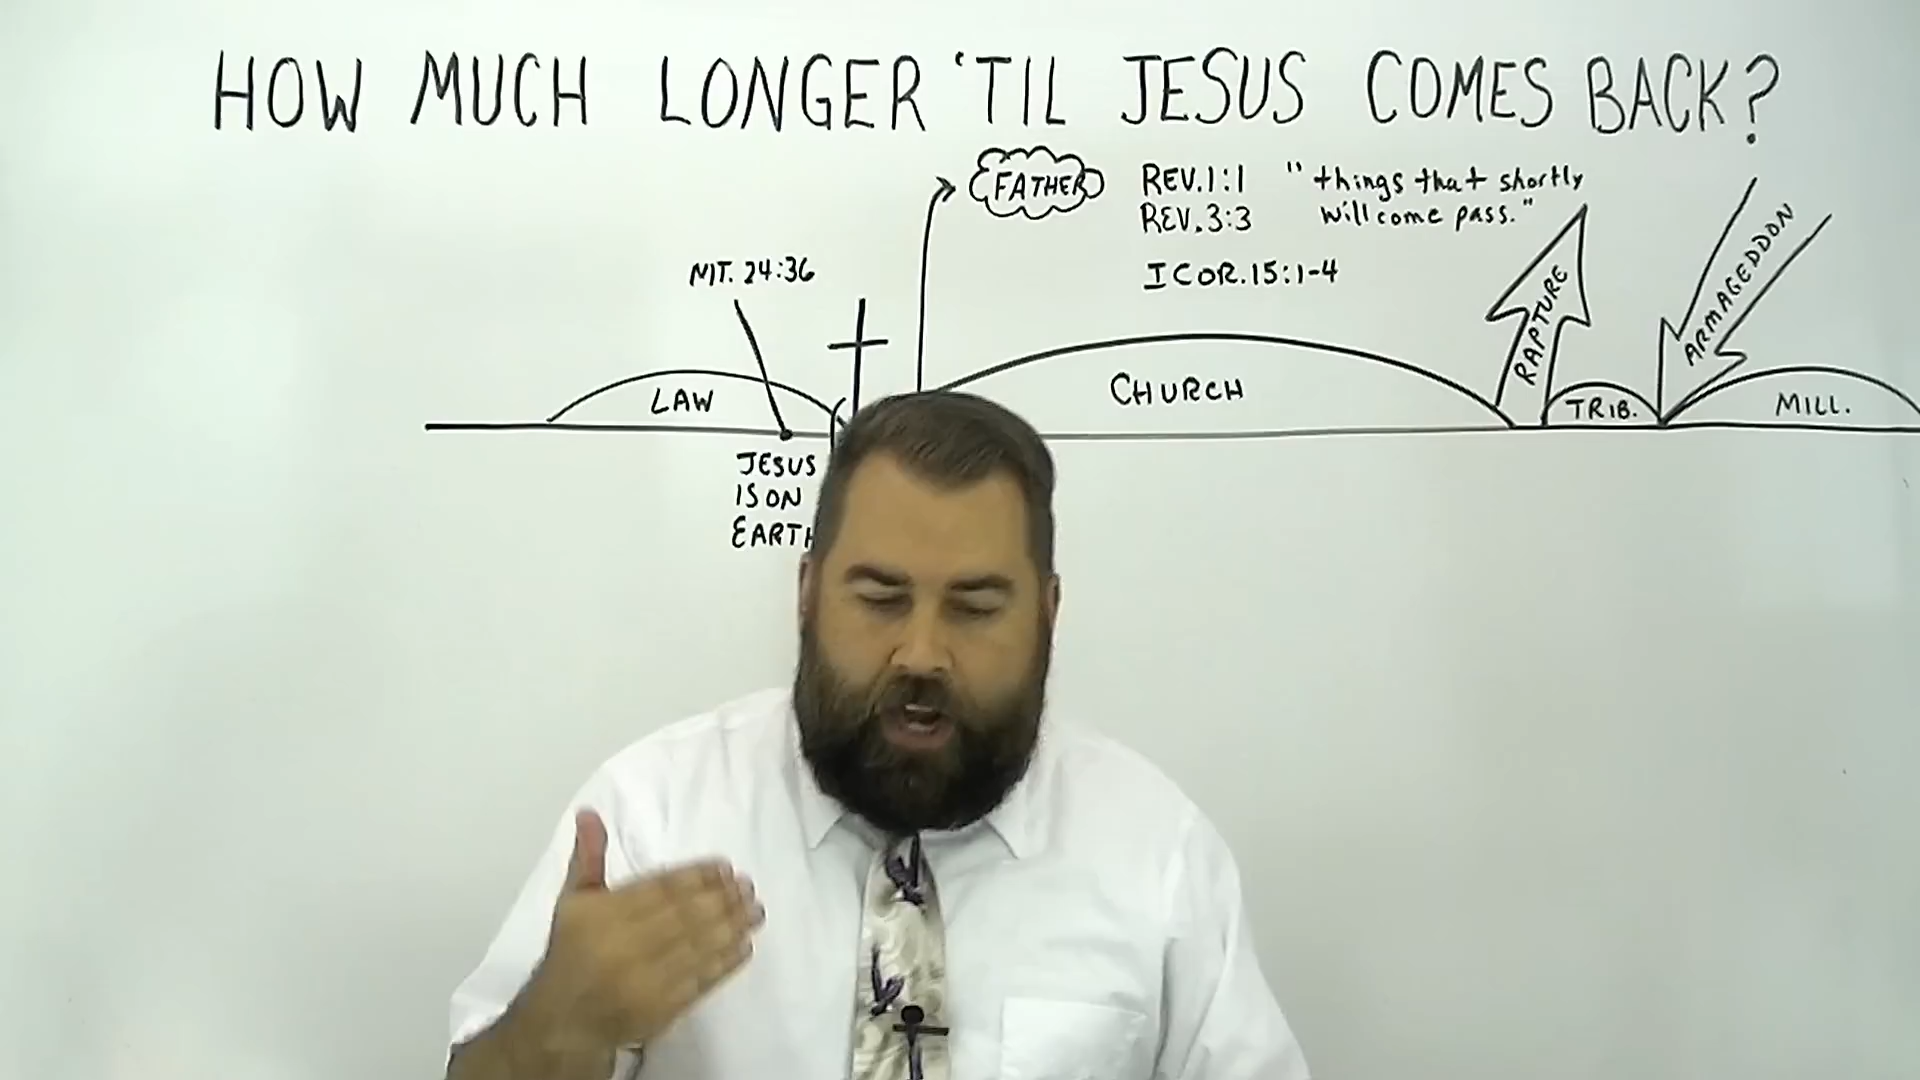 HOW MUCH LONGER 'TIL JESUS COMES BACK?
FATHER
REV. 1:1 "things that shortly
REV. 3:3 will come pass."
I COR. 15:1-4
MT. 24:36
LAW
CHURCH
RAPTURE
TRIB.
ARMAGEDDON
MILL.
JESUS
IS ON
EARTH